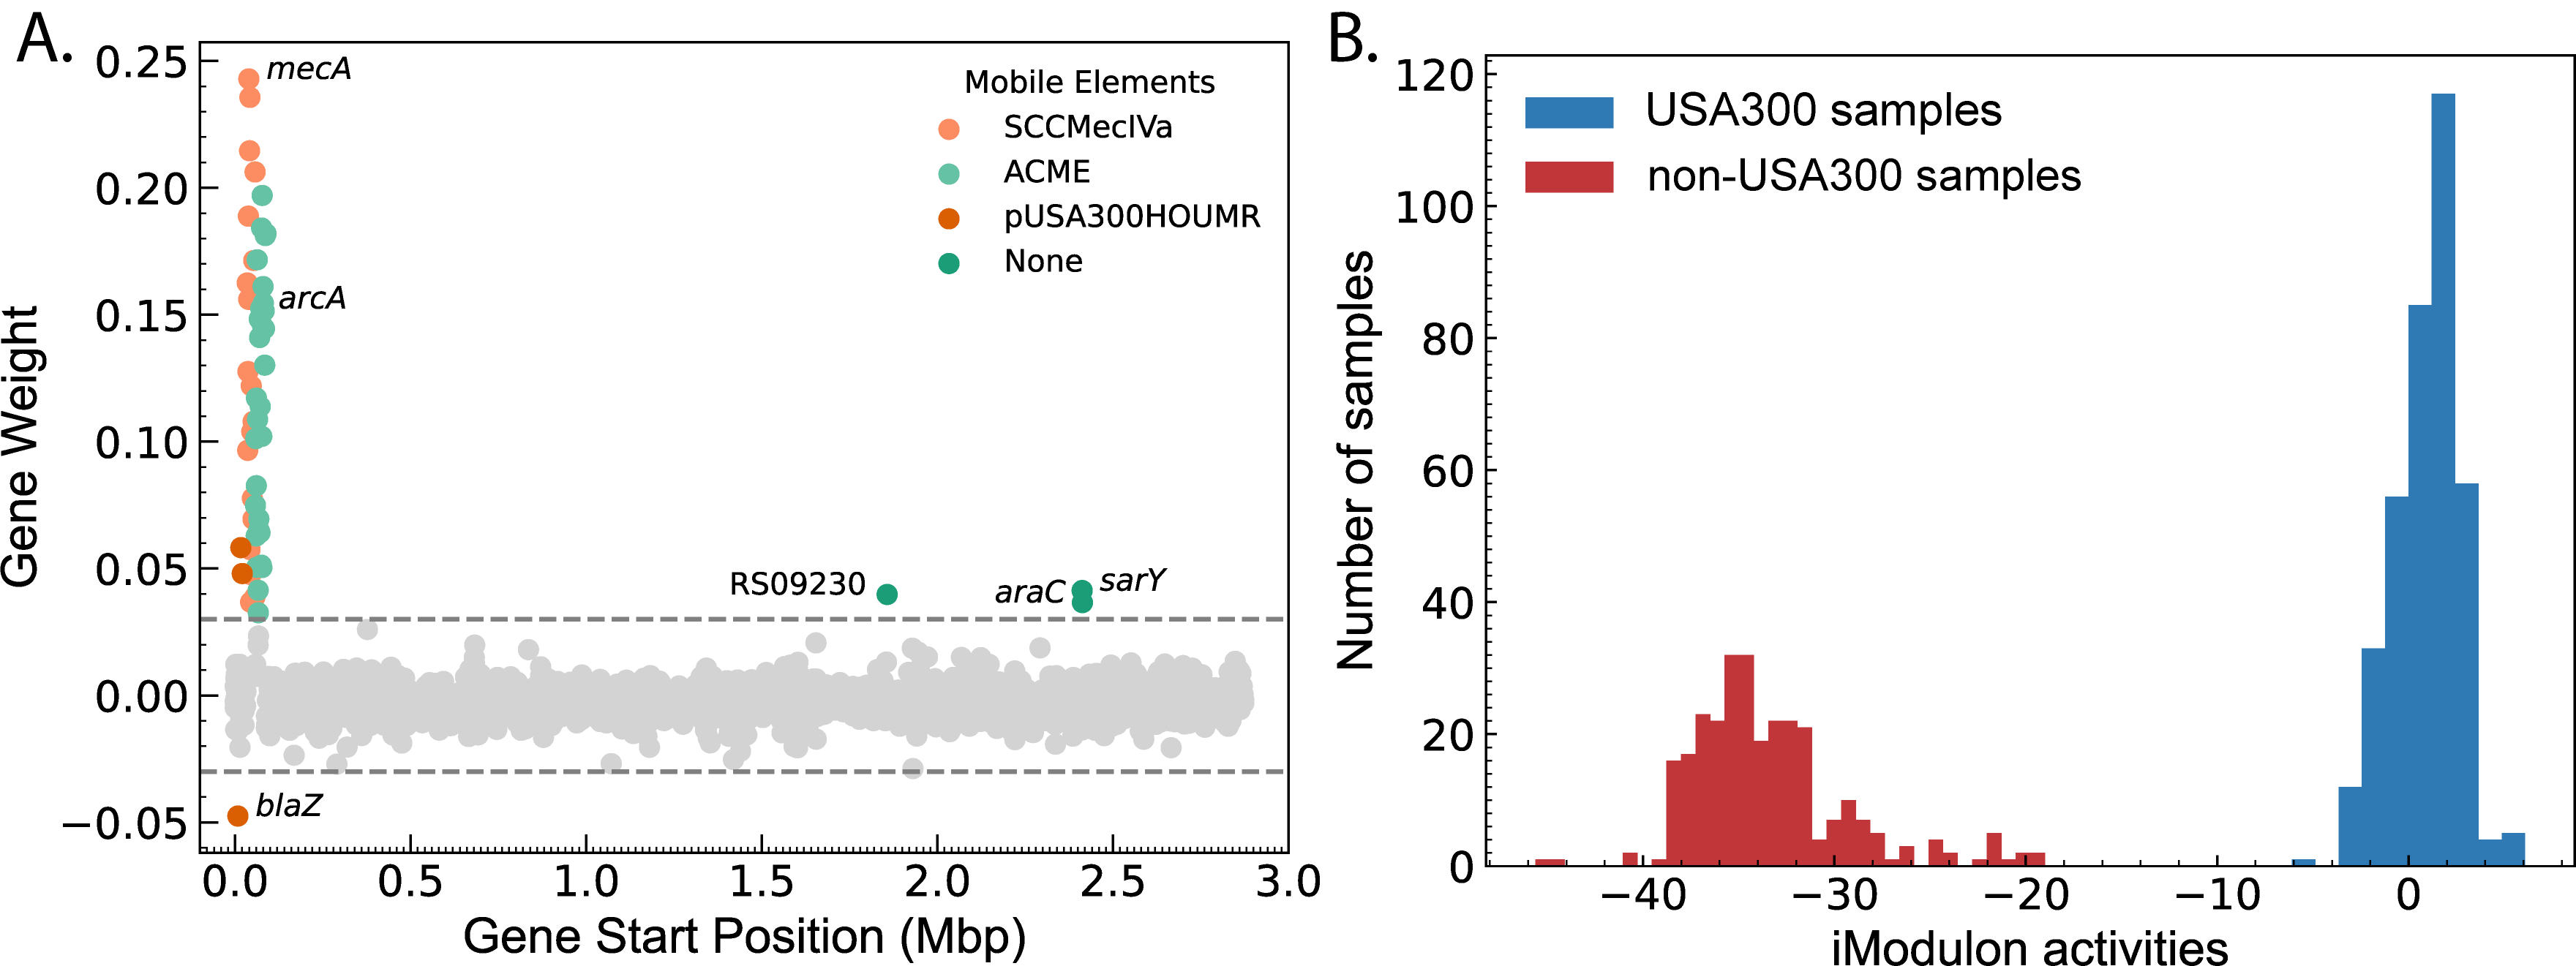 A.
0.25
0.20
0.15
0.10
0.05
0.00
−0.05
Gene Weight
mecA
arcA
Mobile Elements
SCCMecIVa
ACME
pUSA300HOUMR
None
RS09230
araC
sarY
blaZ
0.0
0.5
1.0
1.5
2.0
2.5
3.0
Gene Start Position (Mbp)
B.
120
100
80
60
40
20
0
Number of samples
USA300 samples
non-USA300 samples
−40
−30
−20
−10
0
iModulon activities